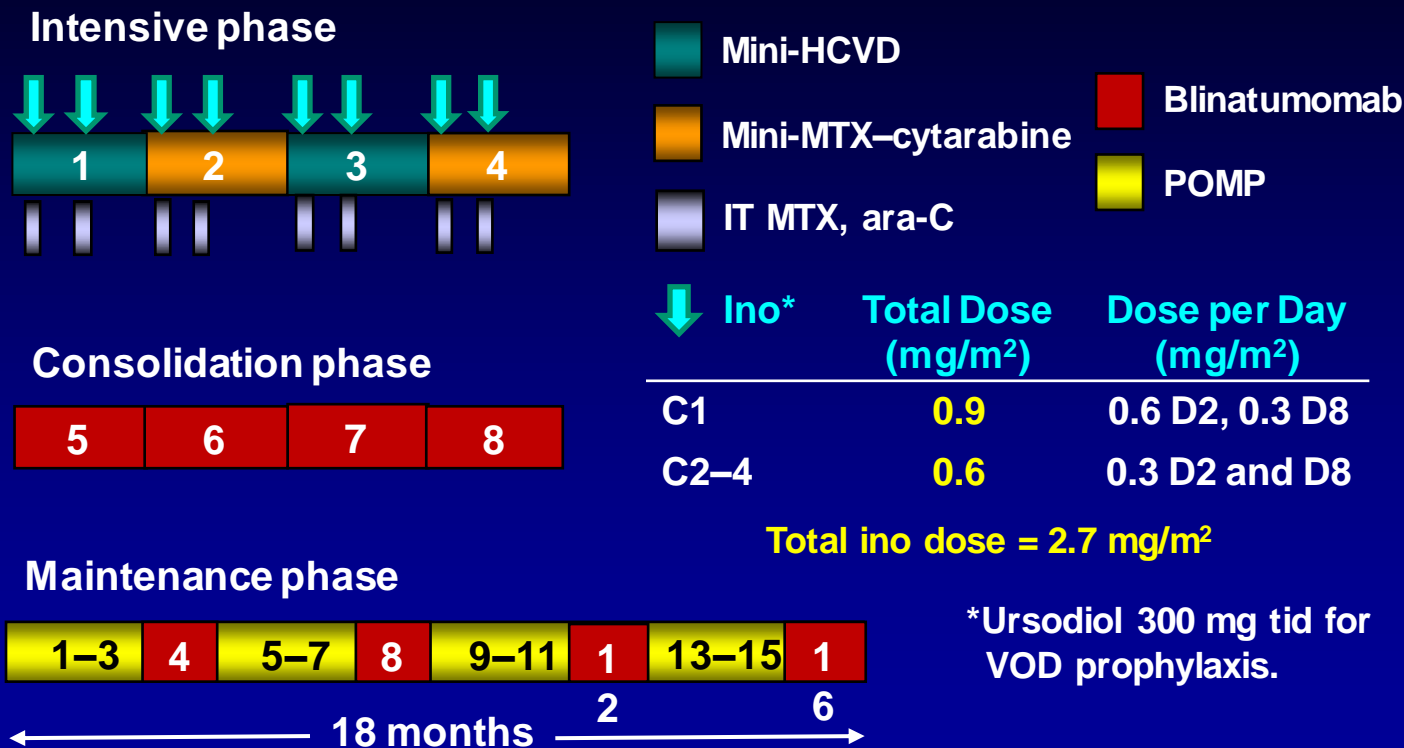 Intensive phase
1 2 3 4
Mini-HCVD
Mini-MTX–cytarabine
IT MTX, ara-C
Blinatumomab
POMP
Ino* Total Dose Dose per Day
(mg/m²) (mg/m²)
C1 0.9 0.6 D2, 0.3 D8
C2–4 0.6 0.3 D2 and D8
Total ino dose = 2.7 mg/m²
Consolidation phase
5 6 7 8
Maintenance phase
1–3 4 5–7 8 9–11 1 13–15 1
2 6
18 months
*Ursodiol 300 mg tid for
VOD prophylaxis.